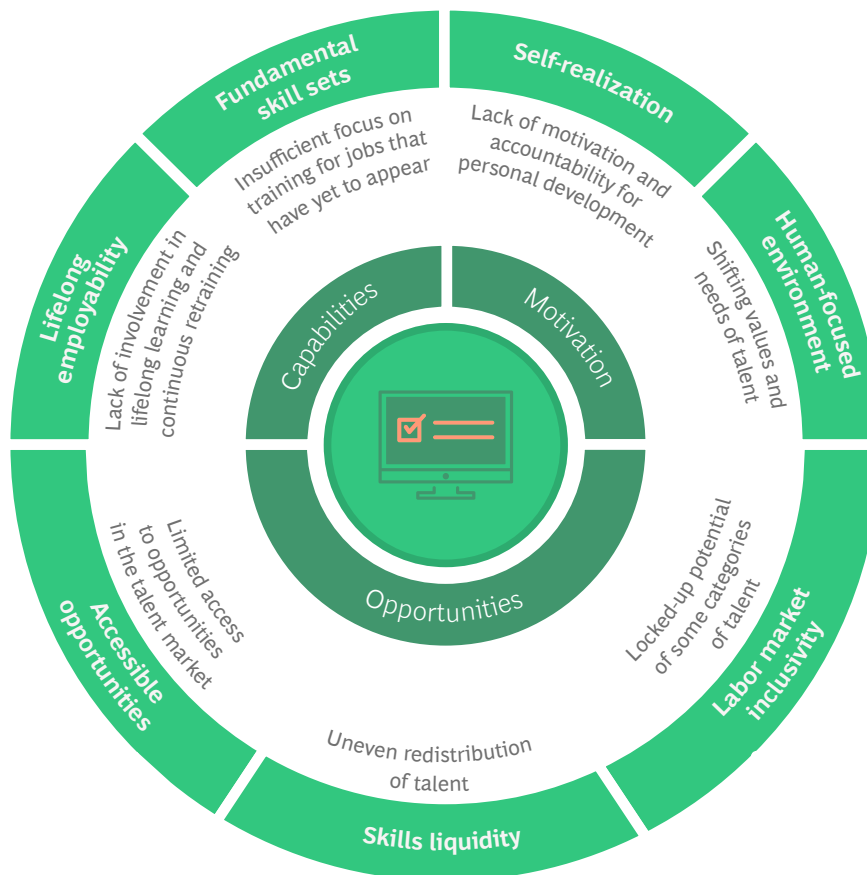 Fundamental
skill sets
Self-realization
Insufficient focus on
training for jobs that
have yet to appear
Lack of motivation and
accountability for
personal development
Lifelong
employability
Lack of involvement in
lifelong learning and
continuous retraining
Human-focused
environment
Shifting values and
needs of talent
Capabilities
Motivation
Opportunities
Accessible
opportunities
Limited access
to opportunities
in the talent market
Locked-up potential
of some categories
of talent
Labor market
inclusivity
Uneven redistribution
of talent
Skills liquidity